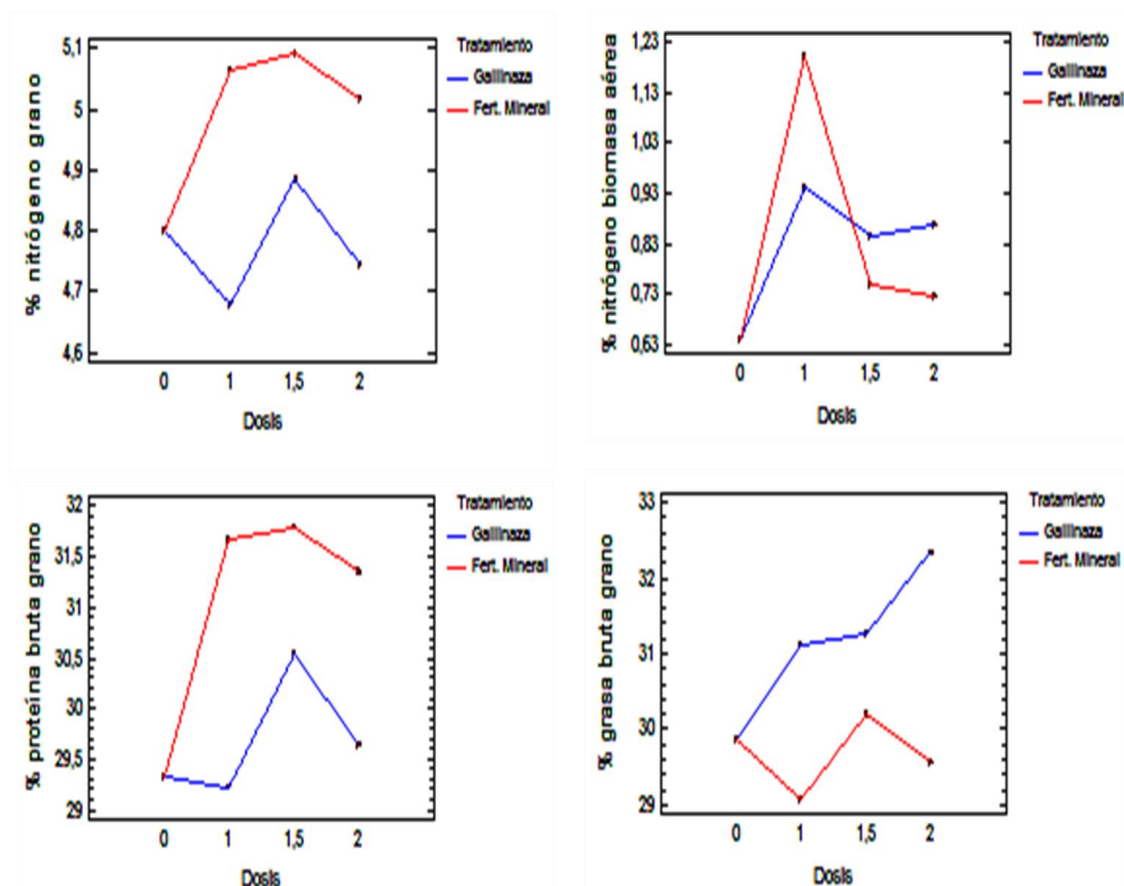 % nitrógeno grano
5,1
5
4,9
4,8
4,7
4,6
0 1 1,5 2
Dosis
Tratamiento
Gallinaza
Fert. Mineral
% nitrógeno biomasa aérea
1,23
1,13
1,03
0,93
0,83
0,73
0,63
0 1 1,5 2
Dosis
Tratamiento
Gallinaza
Fert. Mineral
% proteína bruta grano
32
31,5
31
30,5
30
29,5
29
0 1 1,5 2
Dosis
Tratamiento
Gallinaza
Fert. Mineral
% grasa bruta grano
33
32
31
30
29
0 1 1,5 2
Dosis
Tratamiento
Gallinaza
Fert. Mineral